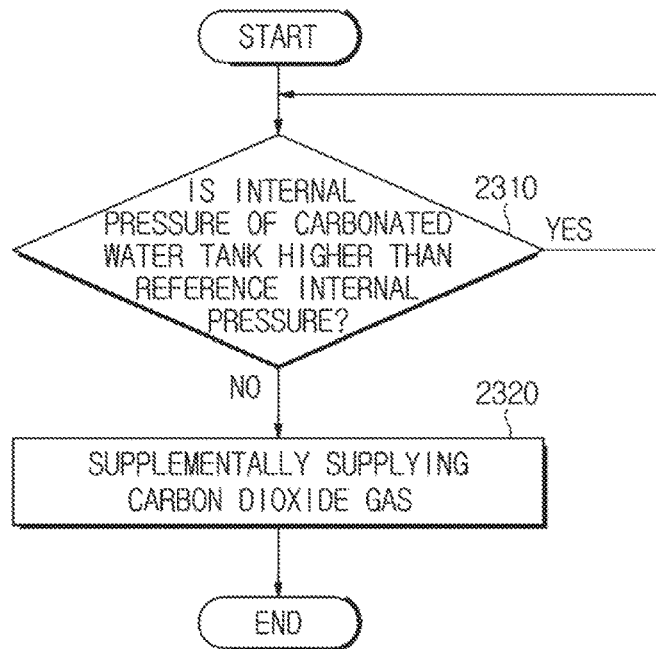 START
IS INTERNAL
PRESSURE OF CARBONATED
WATER TANK HIGHER THAN
REFERENCE INTERNAL
PRESSURE?
2310
YES
NO
2320
SUPPLEMENTALLY SUPPLYING
CARBON DIOXIDE GAS
END